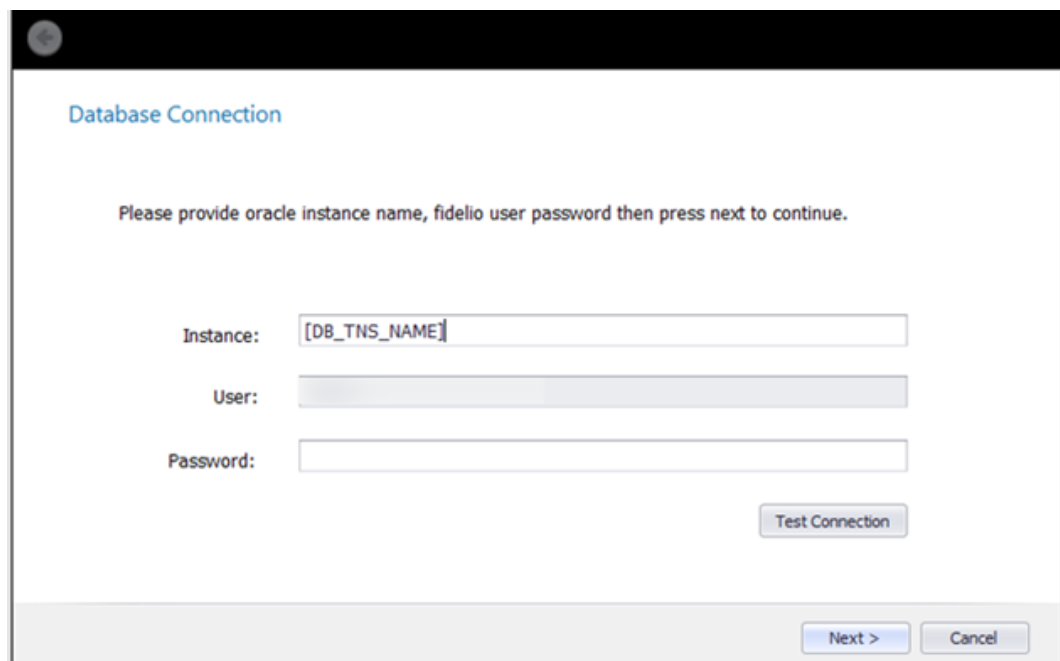 Database Connection
Please provide oracle instance name, fidelio user password then press next to continue.
Instance: [DB_TNS_NAME]
User:
Password:
Test Connection
Next > Cancel